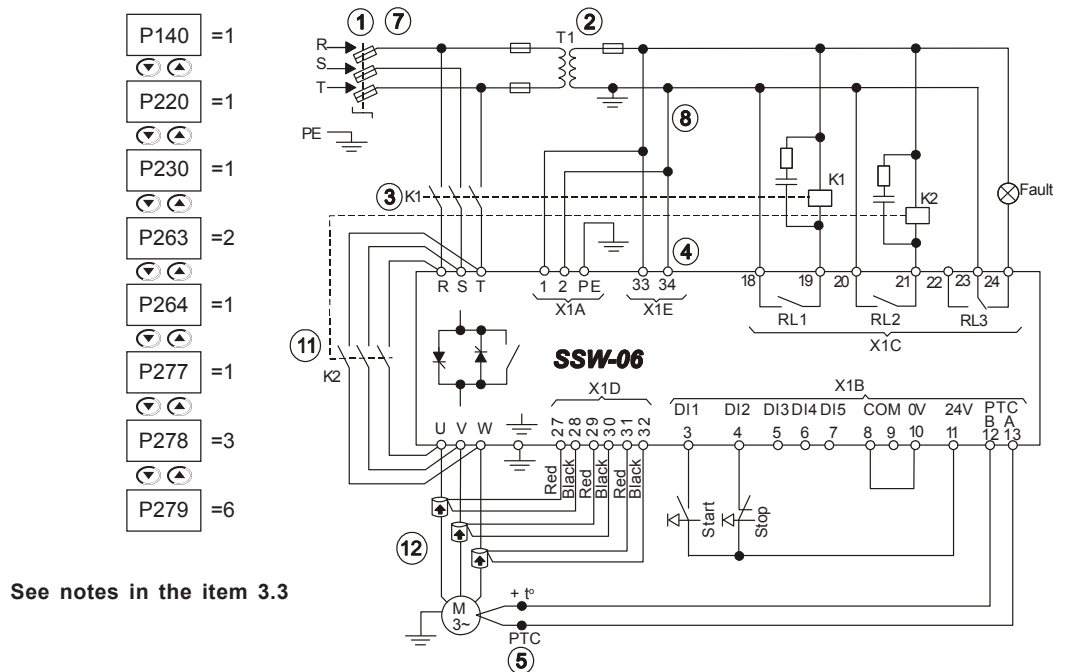 P140 =1
P220 =1
P230 =1
P263 =2
P264 =1
P277 =1
P278 =3
P279 =6
See notes in the item 3.3
1 7 2
T1
R
S
T
PE
8
K1 K2 Fault
3 K1
4
R S T 1 2 PE 33 34 18 19 20 21 22 23 24
X1A X1E RL1 RL2 RL3
X1C
11
K2
SSW-06
X1D X1B
DI1 DI2 DI3 DI4 DI5 COM 0V 24V PTC
B A
U V W 27 28 29 30 31 32 3 4 5 6 7 8 9 10 11 12 13
Red Black Red Black Red Black
Start Stop
12
+ tº
M
3~
PTC
5